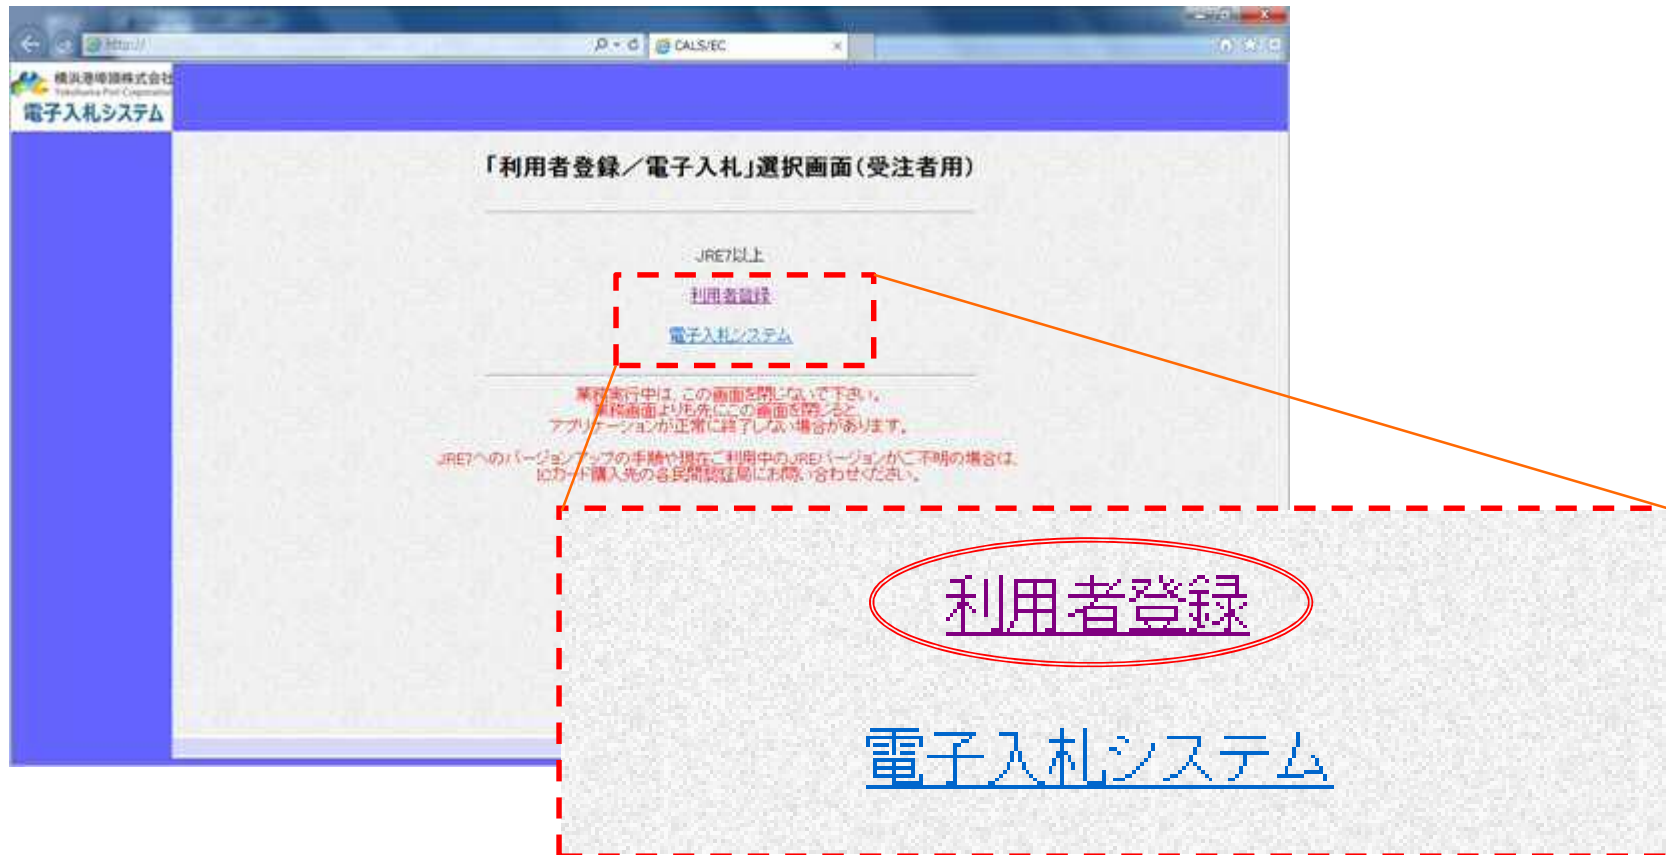 http://
CALS/EC
横浜港埠頭株式会社
Yokohama Port Corporation
電子入札システム
「利用者登録／電子入札」選択画面(受注者用)
JRE7以上
利用者登録
電子入札システム
業務実行中は、この画面を閉じないで下さい。
業務画面よりも先にこの画面を閉じると
アプリケーションが正常に終了しない場合があります。
JRE7へのバージョンアップの手順や現在ご利用中のJREバージョンがご不明の場合は、
ICカード購入先の各民間認証局にお問い合わせください。
利用者登録
電子入札システム